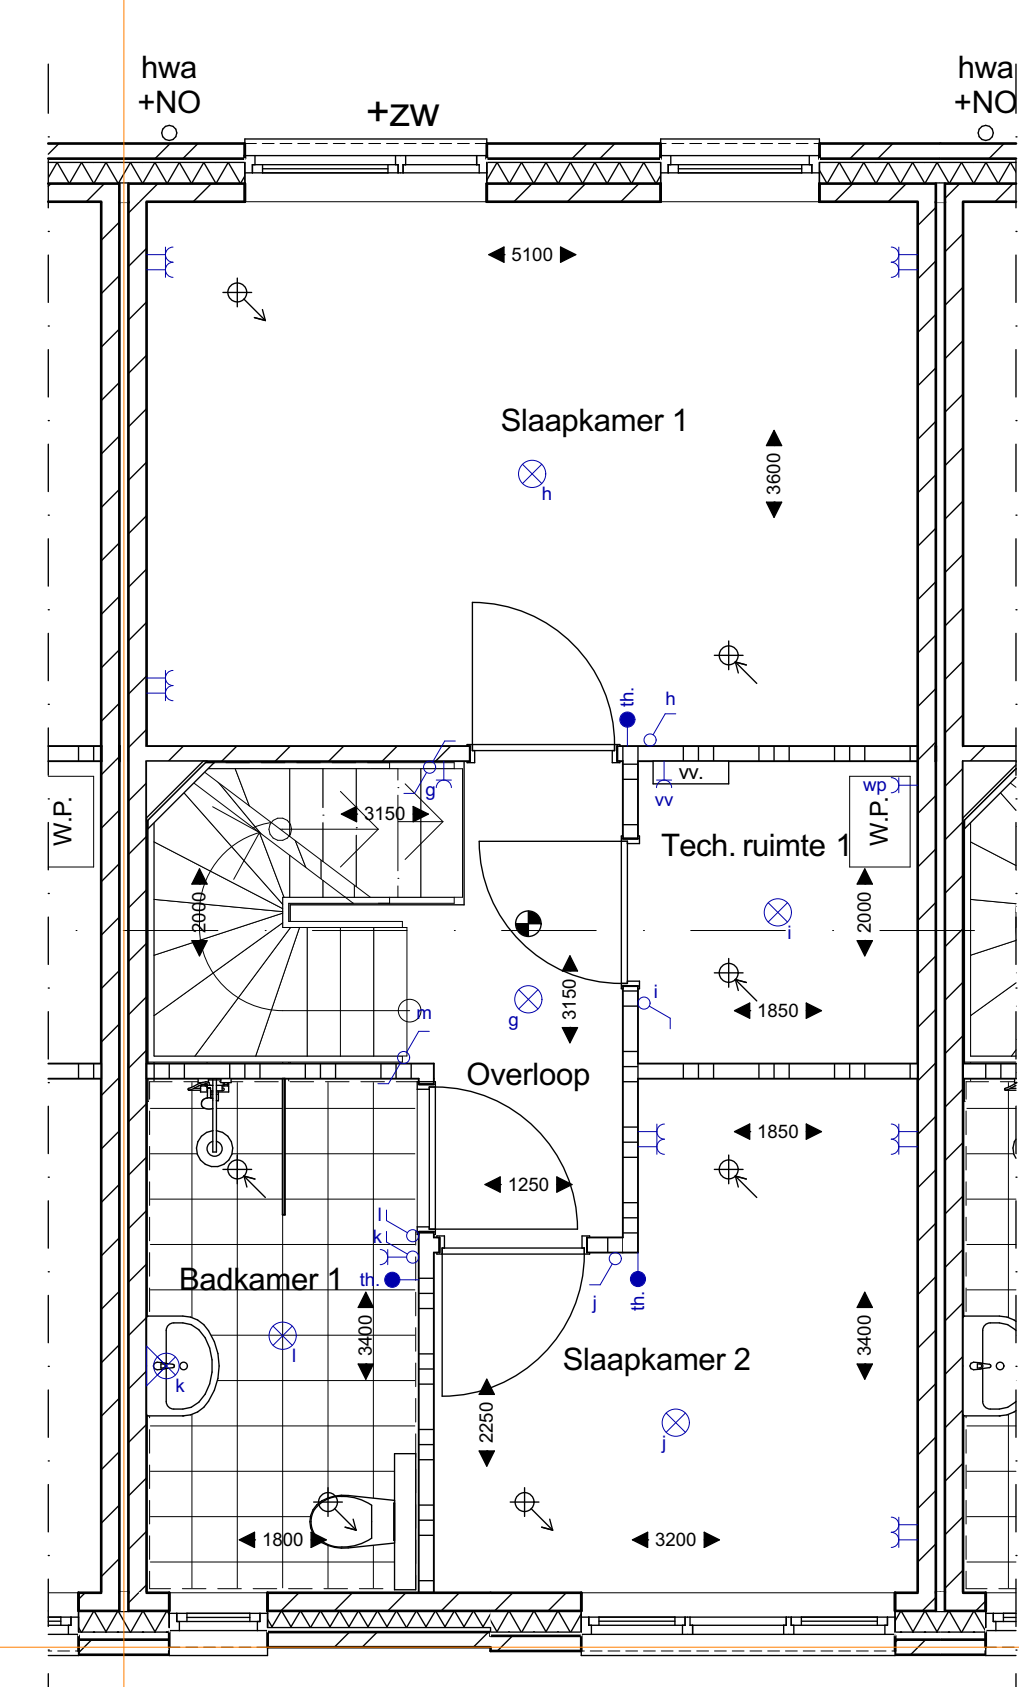 hwa
+NO
+zw
hwa
+NO
5100
Slaapkamer 1
3600
h
th.
h
g
3150
vv.
vv
wp
W.P.
W.P.
Tech. ruimte 1
2000
2000
i
3150
i
1850
g
m
Overloop
1850
1250
l
k
th.
Badkamer 1
j
th.
l
3400
3400
k
Slaapkamer 2
2250
j
1800
3200